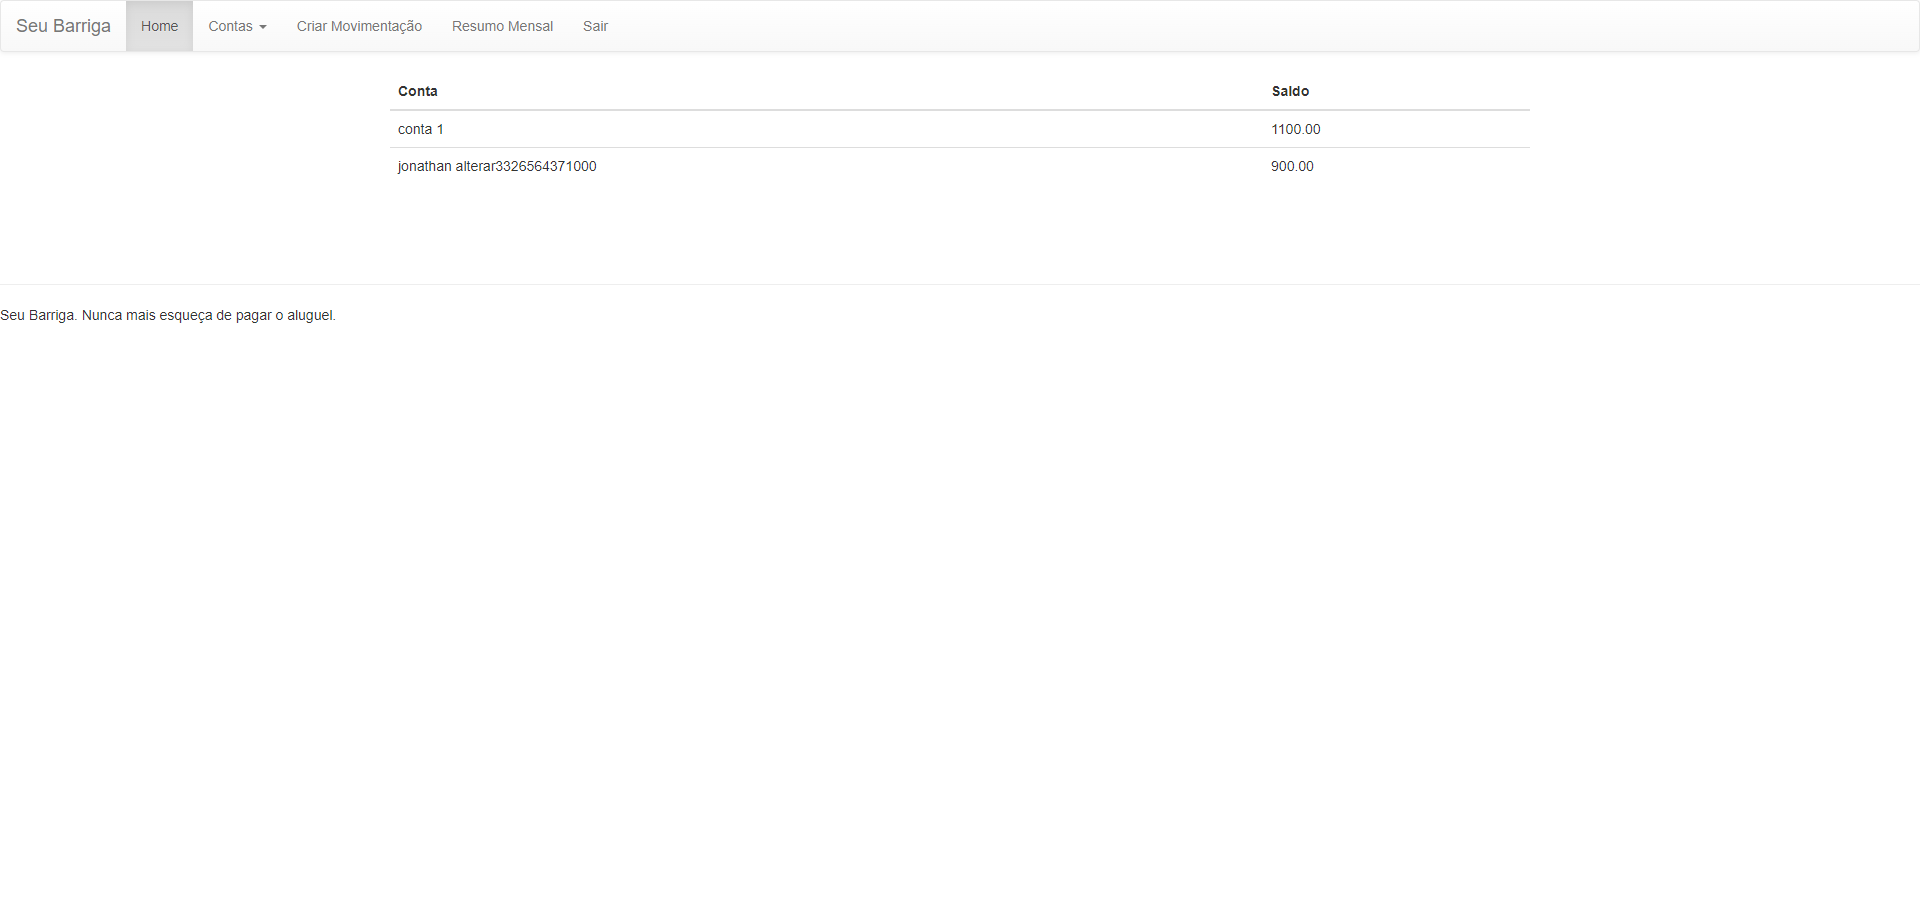 Seu Barriga Home Contas Criar Movimentação Resumo Mensal Sair
Conta Saldo
conta 1 1100.00
jonathan alterar3326564371000 900.00
Seu Barriga. Nunca mais esqueça de pagar o aluguel.